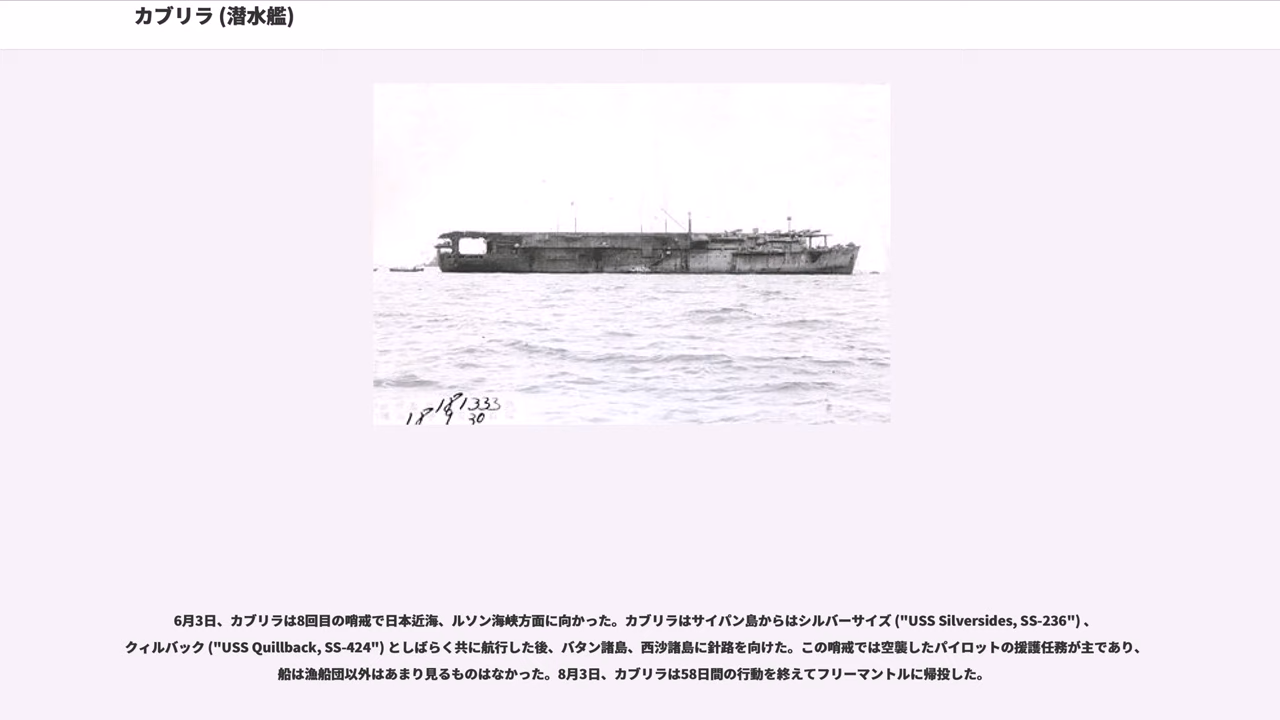 カブリラ (潜水艦)
18 181333
18 9 30
6月3日、カブリラは8回目の哨戒で日本近海、ルソン海峡方面に向かった。カブリラはサイパン島からはシルバーサイズ ("USS Silversides, SS-236") 、
クィルバック ("USS Quillback, SS-424") としばらく共に航行した後、バタン諸島、西沙諸島に針路を向けた。この哨戒では空襲したパイロットの援護任務が主であり、
船は漁船団以外はあまり見るものはなかった。8月3日、カブリラは58日間の行動を終えてフリーマントルに帰投した。